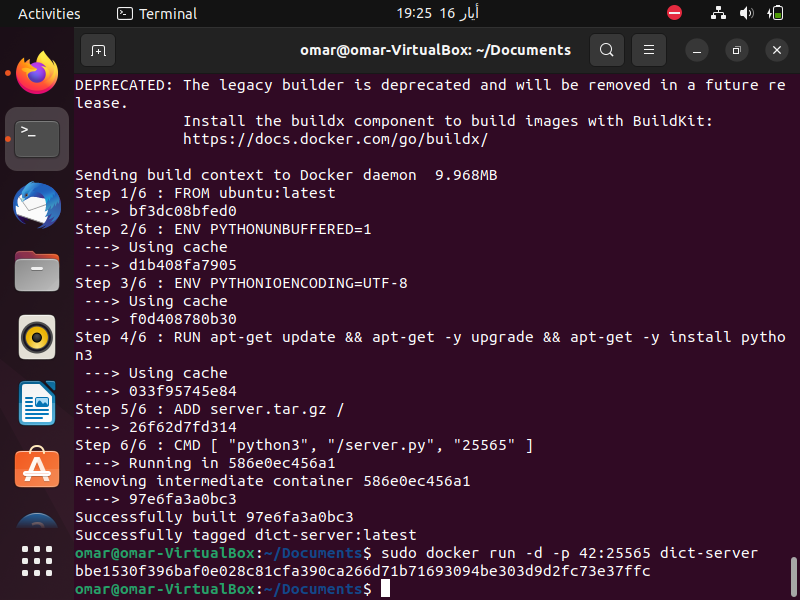 Activities Terminal 19:25 16 أيار
omar@omar-VirtualBox: ~/Documents
DEPRECATED: The legacy builder is deprecated and will be removed in a future re
lease.
Install the buildx component to build images with BuildKit:
https://docs.docker.com/go/buildx/
Sending build context to Docker daemon  9.968MB
Step 1/6 : FROM ubuntu:latest
---> bf3dc08bfed0
Step 2/6 : ENV PYTHONUNBUFFERED=1
---> Using cache
---> d1b408fa7905
Step 3/6 : ENV PYTHONIOENCODING=UTF-8
---> Using cache
---> f0d408780b30
Step 4/6 : RUN apt-get update && apt-get -y upgrade && apt-get -y install pytho
n3
---> Using cache
---> 033f95745e84
Step 5/6 : ADD server.tar.gz /
---> 26f62d7fd314
Step 6/6 : CMD [ "python3", "/server.py", "25565" ]
---> Running in 586e0ec456a1
Removing intermediate container 586e0ec456a1
---> 97e6fa3a0bc3
Successfully built 97e6fa3a0bc3
Successfully tagged dict-server:latest
omar@omar-VirtualBox:~/Documents$ sudo docker run -d -p 42:25565 dict-server
bbe1530f396baf0e028c81cfa390ca266d71b71693094be303d9d2fc73e37ffc
omar@omar-VirtualBox:~/Documents$